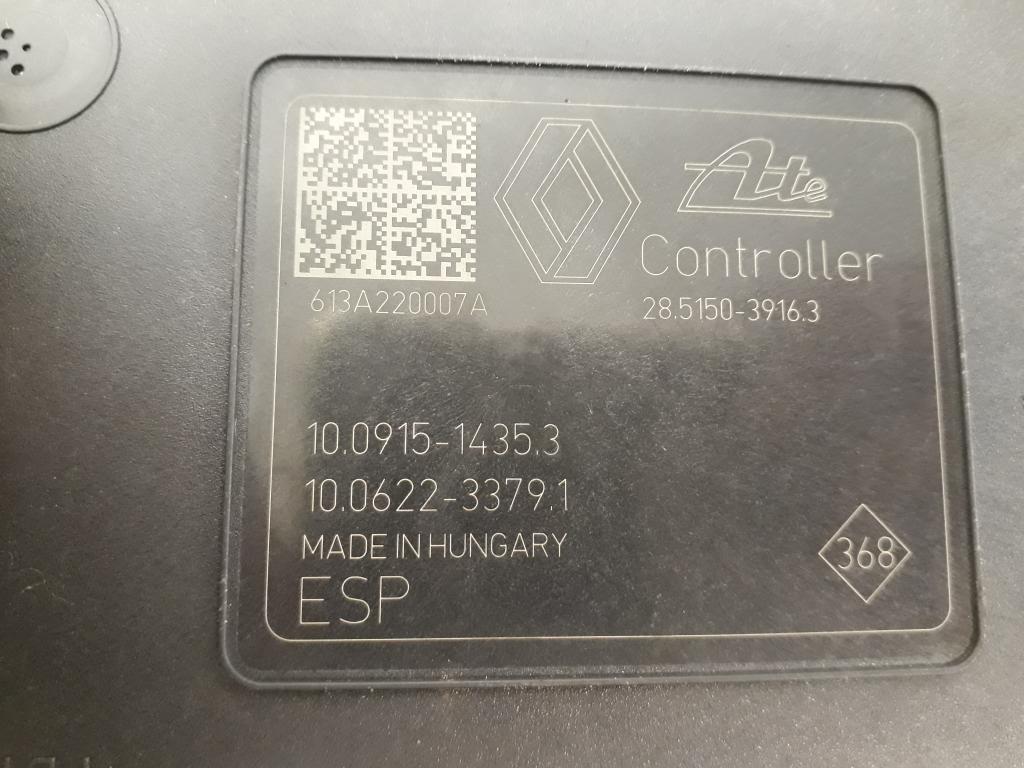 Ate
Controller
613A220007A
28.5150-3916.3
10.0915-1435.3
10.0622-3379.1
MADE IN HUNGARY
368
ESP